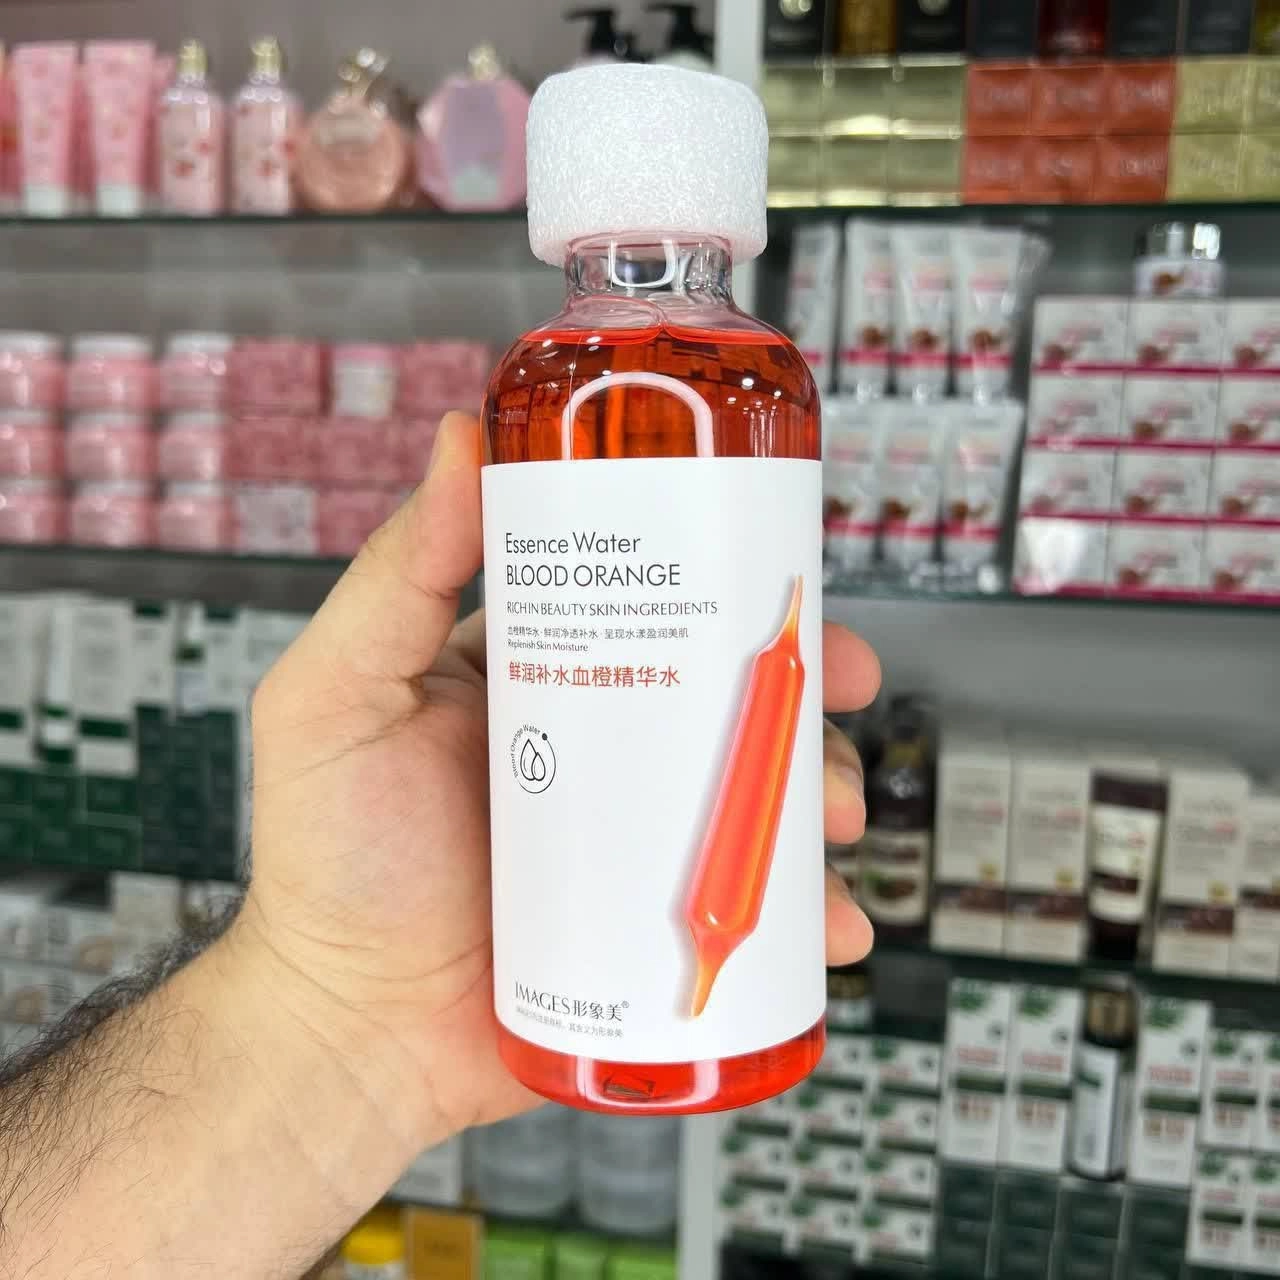 Essence Water
BLOOD ORANGE
RICH IN BEAUTY SKIN INGREDIENTS
血橙精华水·鲜润净透补水·呈现水漾盈润美肌
Replenish Skin Moisture
鲜润补水血橙精华水
Blood Orange Water
IMAGES形象美®